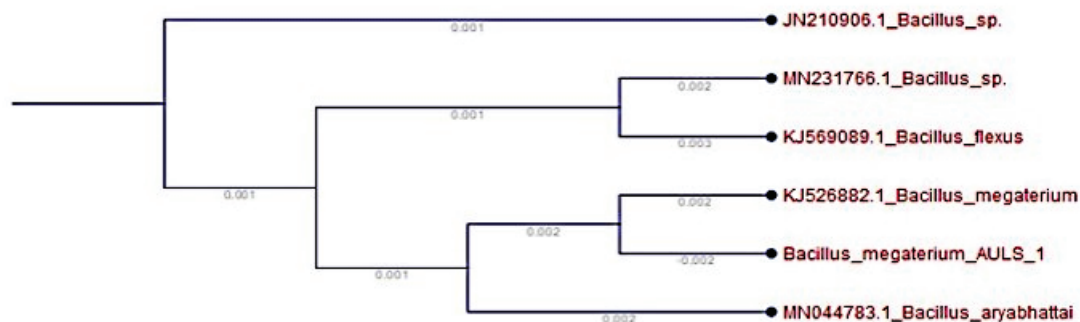 JN210906.1_Bacillus_sp.
0.001
MN231766.1_Bacillus_sp.
0.002
0.001
KJ569089.1_Bacillus_flexus
0.003
0.001
KJ526882.1_Bacillus_megaterium
0.002
0.002
Bacillus_megaterium_AULS_1
-0.002
0.001
MN044783.1_Bacillus_aryabhattai
0.002